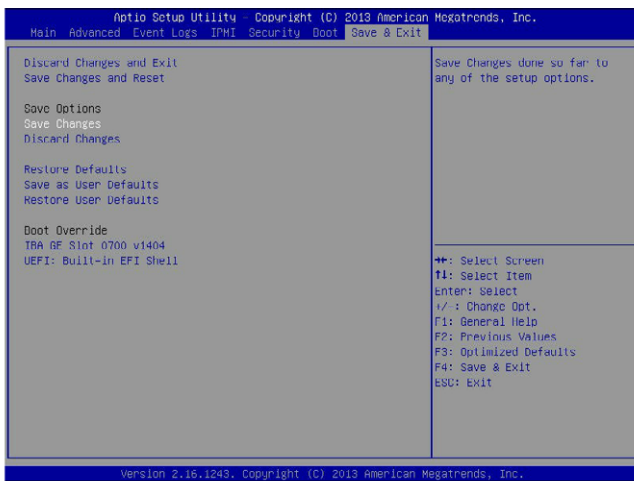 Aptio Setup Utility - Copyright (C) 2013 American Megatrends, Inc.
Main Advanced Event Logs IPMI Security Boot Save & Exit
Discard Changes and Exit
Save Changes and Reset
Save Options
Save Changes
Discard Changes
Restore Defaults
Save as User Defaults
Restore User Defaults
Boot Override
IBA GE Slot 0700 v1404
UEFI: Built-in EFI Shell
Save Changes done so far to
any of the setup options.
→←: Select Screen
↑↓: Select Item
Enter: Select
+/-: Change Opt.
F1: General Help
F2: Previous Values
F3: Optimized Defaults
F4: Save & Exit
ESC: Exit
Version 2.16.1243. Copyright (C) 2013 American Megatrends, Inc.